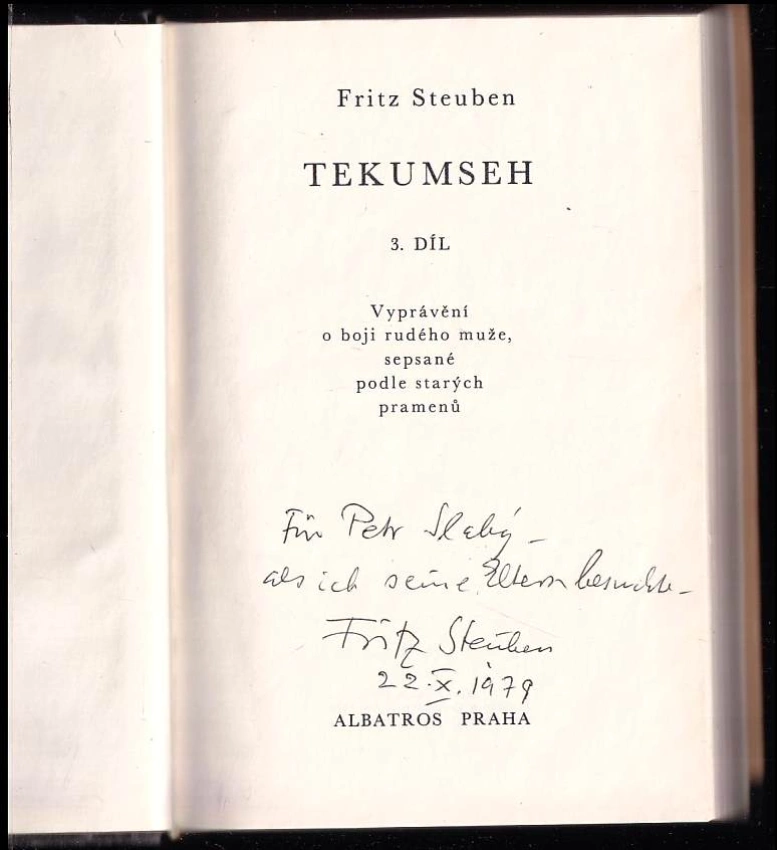 Fritz Steuben
TEKUMSEH
3. DÍL
Vyprávění
o boji rudého muže,
sepsané
podle starých
pramenů
Für Petr Slabý –
als ich seine Eltern besuchte –
Fritz Steuben
22.X.1979
ALBATROS PRAHA